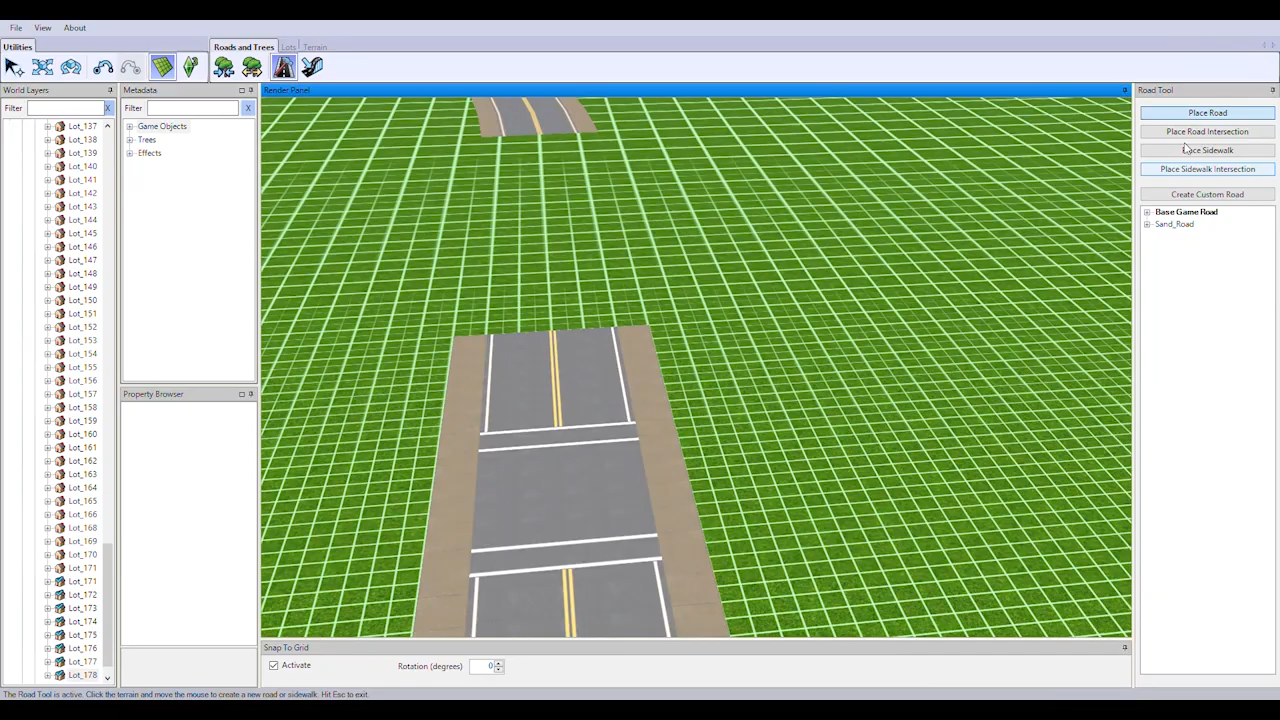 File View About
Utilities
Roads and Trees Lots Terrain
World Layers
Metadata
Render Panel
Road Tool
Filter X
Filter X
Game Objects
Trees
Effects
Property Browser
Lot_137
Lot_138
Lot_139
Lot_140
Lot_141
Lot_142
Lot_143
Lot_144
Lot_145
Lot_146
Lot_147
Lot_148
Lot_149
Lot_150
Lot_151
Lot_152
Lot_153
Lot_154
Lot_155
Lot_156
Lot_157
Lot_158
Lot_159
Lot_160
Lot_161
Lot_162
Lot_163
Lot_164
Lot_165
Lot_166
Lot_168
Lot_169
Lot_170
Lot_171
Lot_171
Lot_172
Lot_173
Lot_174
Lot_175
Lot_176
Lot_177
Lot_178
Place Road
Place Road Intersection
Place Sidewalk
Place Sidewalk Intersection
Create Custom Road
Base Game Road
Sand_Road
Snap To Grid
Activate
Rotation (degrees) 0
The Road Tool is active. Click the terrain and move the mouse to create a new road or sidewalk. Hit Esc to exit.